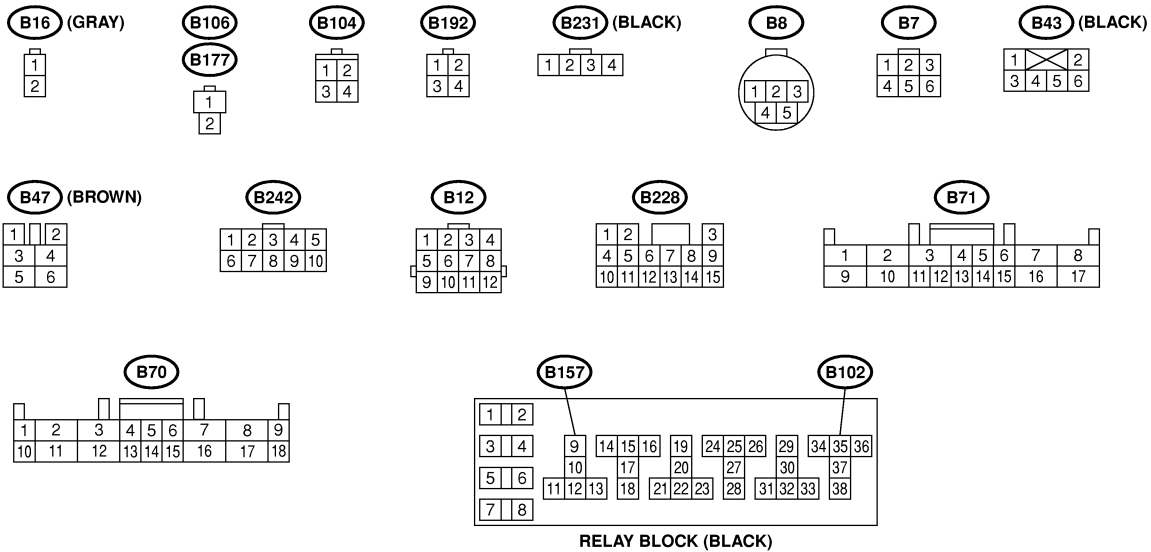 B16 (GRAY) B106 B104 B192 B231 (BLACK) B8 B7 B43 (BLACK)
B177
1 2
1 2
1 2 3 4
1 2 3 4
1 2 3 4
1 2 3 4 5
1 2 3 4 5 6
1 2 3 4 5 6
B47 (BROWN) B242 B12 B228 B71
1 2
3 4
5 6
1 2 3 4 5
6 7 8 9 10
1 2 3 4
5 6 7 8
9 10 11 12
1 2 3
4 5 6 7 8 9
10 11 12 13 14 15
1 2 3 4 5 6 7 8
9 10 11 12 13 14 15 16 17
B70 B157 B102
1 2 3 4 5 6 7 8 9
10 11 12 13 14 15 16 17 18
1 2
3 4
5 6
7 8
9 14 15 16 19 24 25 26 29 34 35 36
10 17 20 27 30 37
11 12 13 18 21 22 23 28 31 32 33 38
RELAY BLOCK (BLACK)